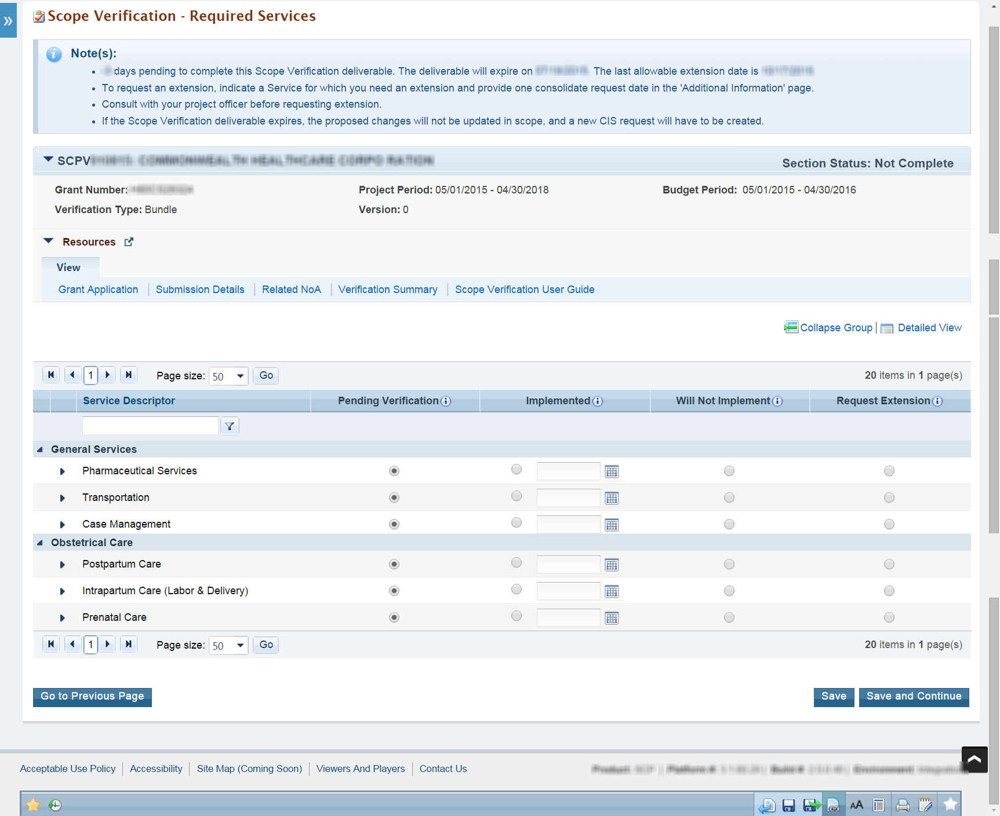 Scope Verification - Required Services
Note(s):
days pending to complete this Scope Verification deliverable. The deliverable will expire on The last allowable extension date is
To request an extension, indicate a Service for which you need an extension and provide one consolidate request date in the 'Additional Information' page.
Consult with your project officer before requesting extension.
If the Scope Verification deliverable expires, the proposed changes will not be updated in scope, and a new CIS request will have to be created.
SCPV COMMONWEALTH HEALTHCARE CORPO RATION
Section Status: Not Complete
Grant Number: Project Period: 05/01/2015 - 04/30/2018 Budget Period: 05/01/2015 - 04/30/2016
Verification Type: Bundle Version: 0
Resources
View
Grant Application Submission Details Related NoA Verification Summary Scope Verification User Guide
Collapse Group Detailed View
1 Page size: 50 Go 20 items in 1 page(s)
Service Descriptor Pending Verification Implemented Will Not Implement Request Extension
General Services
Pharmaceutical Services
Transportation
Case Management
Obstetrical Care
Postpartum Care
Intrapartum Care (Labor & Delivery)
Prenatal Care
1 Page size: 50 Go 20 items in 1 page(s)
Go to Previous Page Save Save and Continue
Acceptable Use Policy Accessibility Site Map (Coming Soon) Viewers And Players Contact Us
AA